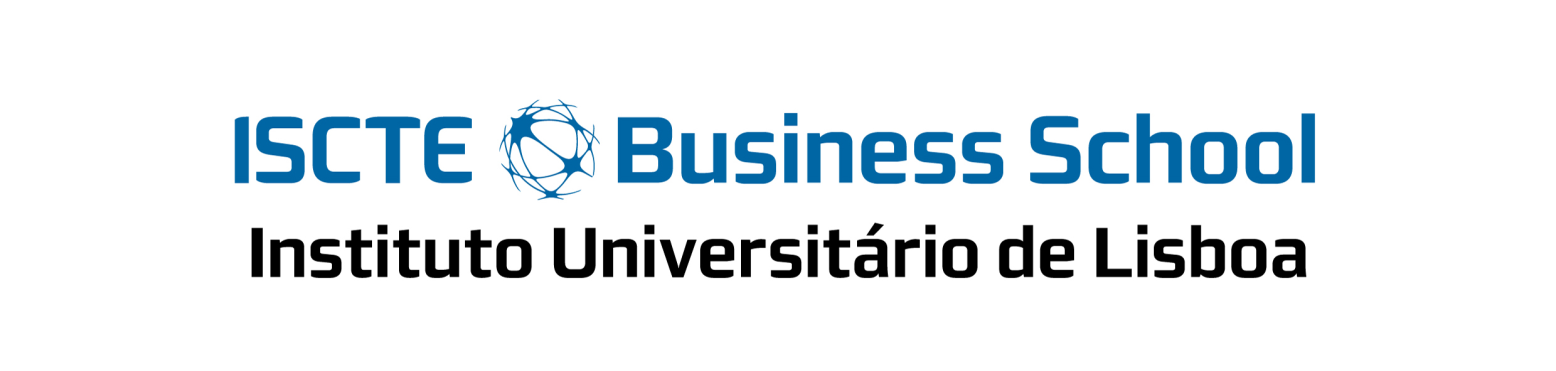 ISCTE Business School
Instituto Universitário de Lisboa